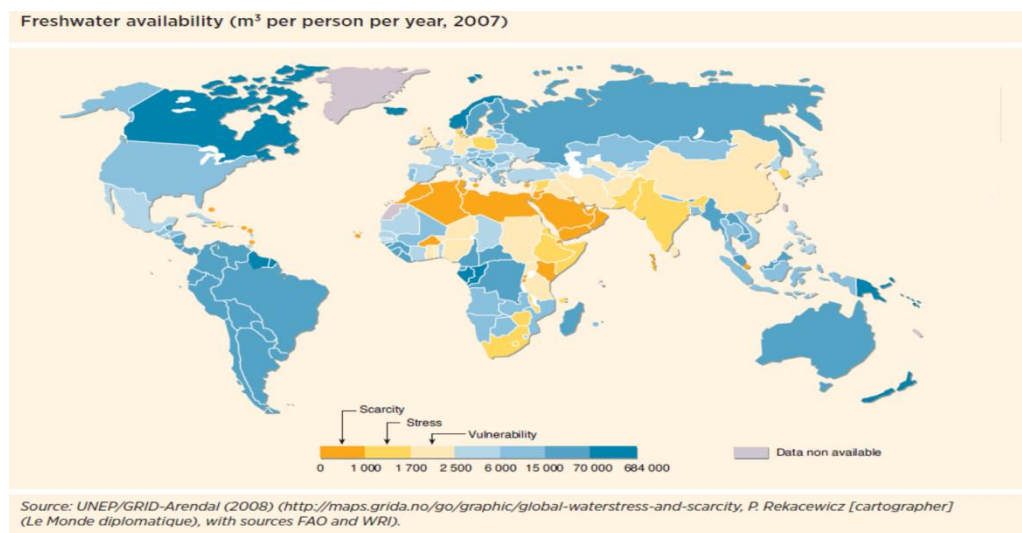 Freshwater availability (m³ per person per year, 2007)
Scarcity
Stress
Vulnerability
0 1 000 1 700 2 500 6 000 15 000 70 000 684 000
Data non available
Source: UNEP/GRID-Arendal (2008) (http://maps.grida.no/go/graphic/global-waterstress-and-scarcity, P. Rekacewicz [cartographer]
(Le Monde diplomatique), with sources FAO and WRI).